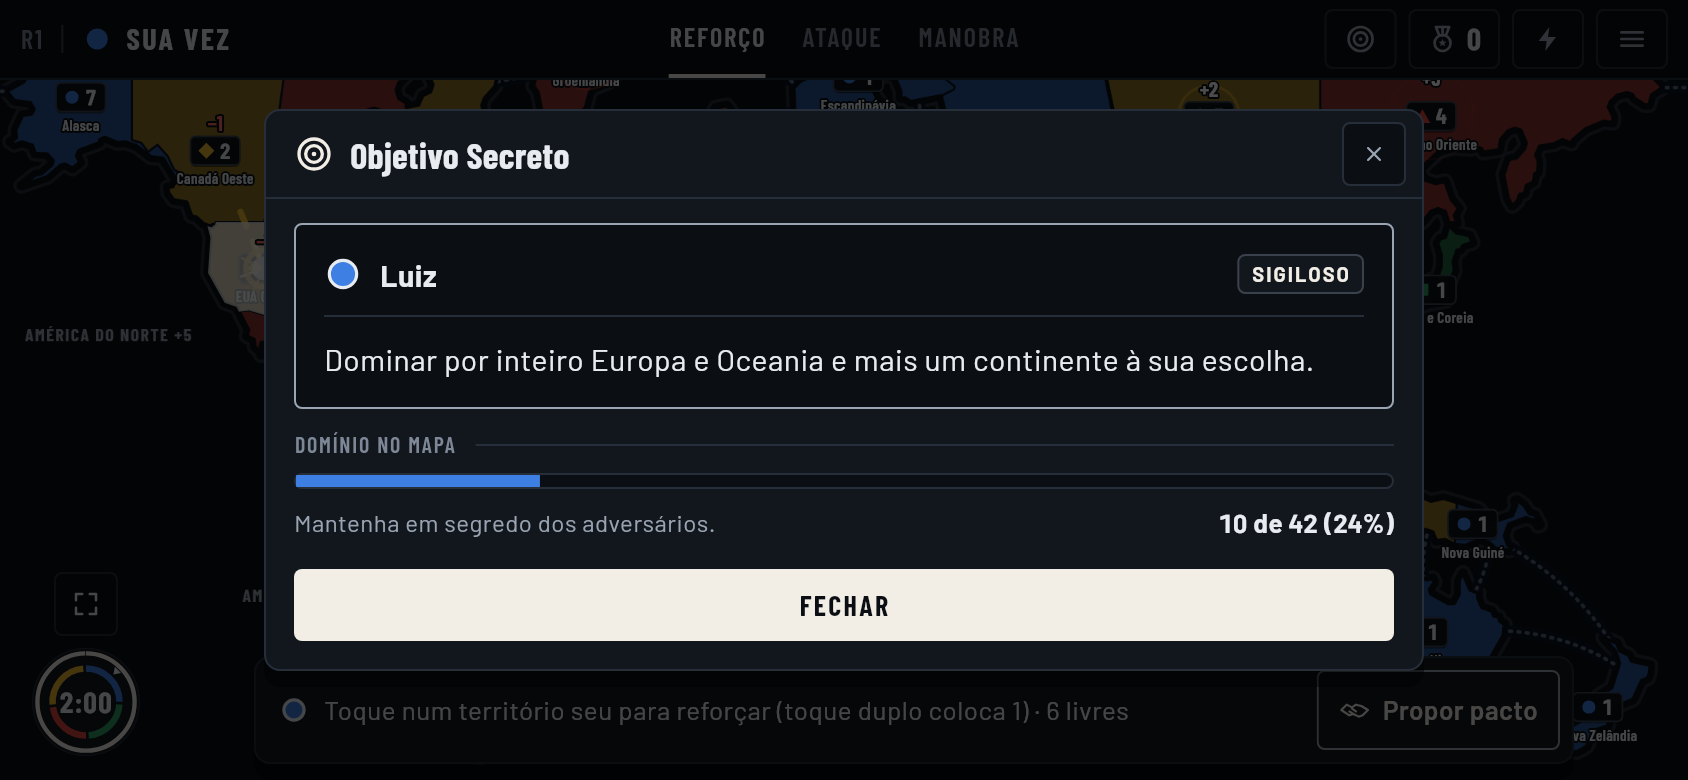 R1
SUA VEZ
REFORÇO
ATAQUE
MANOBRA
0
7
Alasca
-1
2
Canadá Oeste
Groenlândia
Escandinávia
+2
4
1
e Coreia
AMÉRICA DO NORTE +5
Objetivo Secreto
Luiz
SIGILOSO
Dominar por inteiro Europa e Oceania e mais um continente à sua escolha.
DOMÍNIO NO MAPA
Mantenha em segredo dos adversários.
10 de 42 (24%)
FECHAR
1
Nova Guiné
1
2:00
Toque num território seu para reforçar (toque duplo coloca 1) · 6 livres
Propor pacto
1
va Zelândia